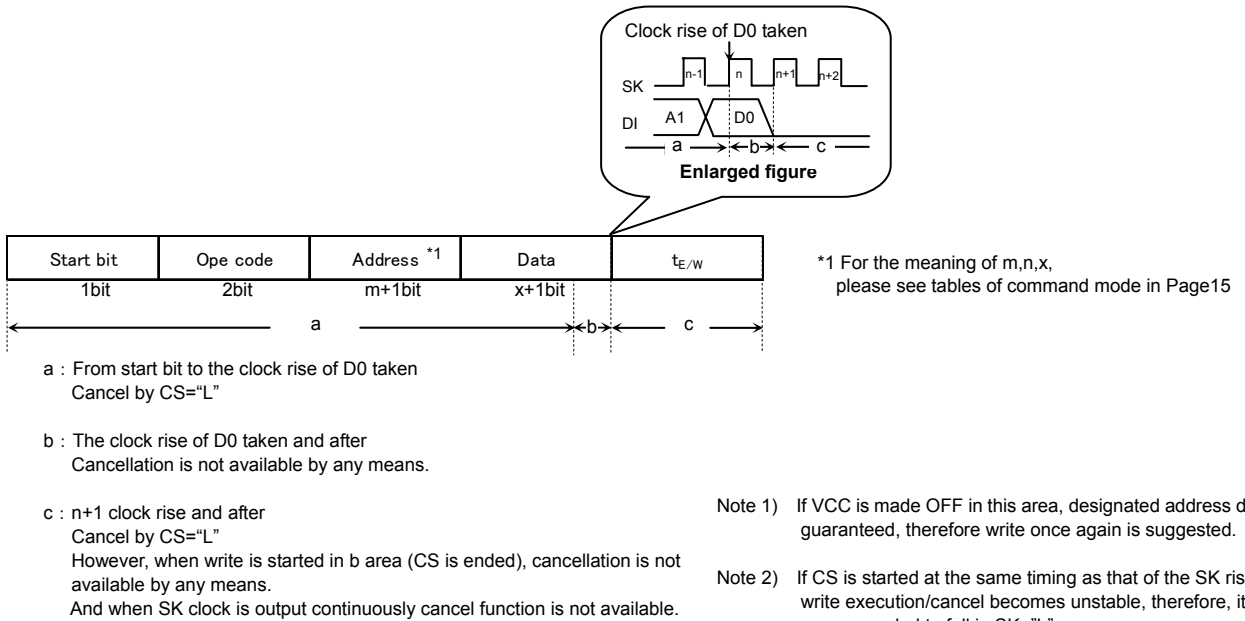 Clock rise of D0 taken
SK n-1 n n+1 n+2
DI A1 D0
a b c
Enlarged figure
Start bit Ope code Address *1 Data tE/W
1bit 2bit m+1bit x+1bit
a b c
*1 For the meaning of m,n,x,
please see tables of command mode in Page15
a : From start bit to the clock rise of D0 taken
Cancel by CS=“L”
b : The clock rise of D0 taken and after
Cancellation is not available by any means.
c : n+1 clock rise and after
Cancel by CS=“L”
However, when write is started in b area (CS is ended), cancellation is not
available by any means.
And when SK clock is output continuously cancel function is not available.
Note 1) If VCC is made OFF in this area, designated address d
guaranteed, therefore write once again is suggested.
Note 2) If CS is started at the same timing as that of the SK ris
write execution/cancel becomes unstable, therefore, it